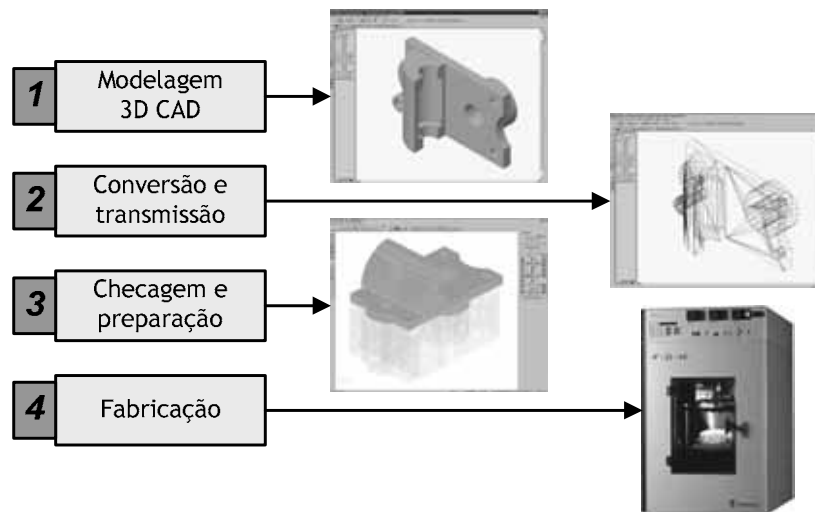 1
Modelagem
3D CAD
2
Conversão e
transmissão
3
Checagem e
preparação
4
Fabricação